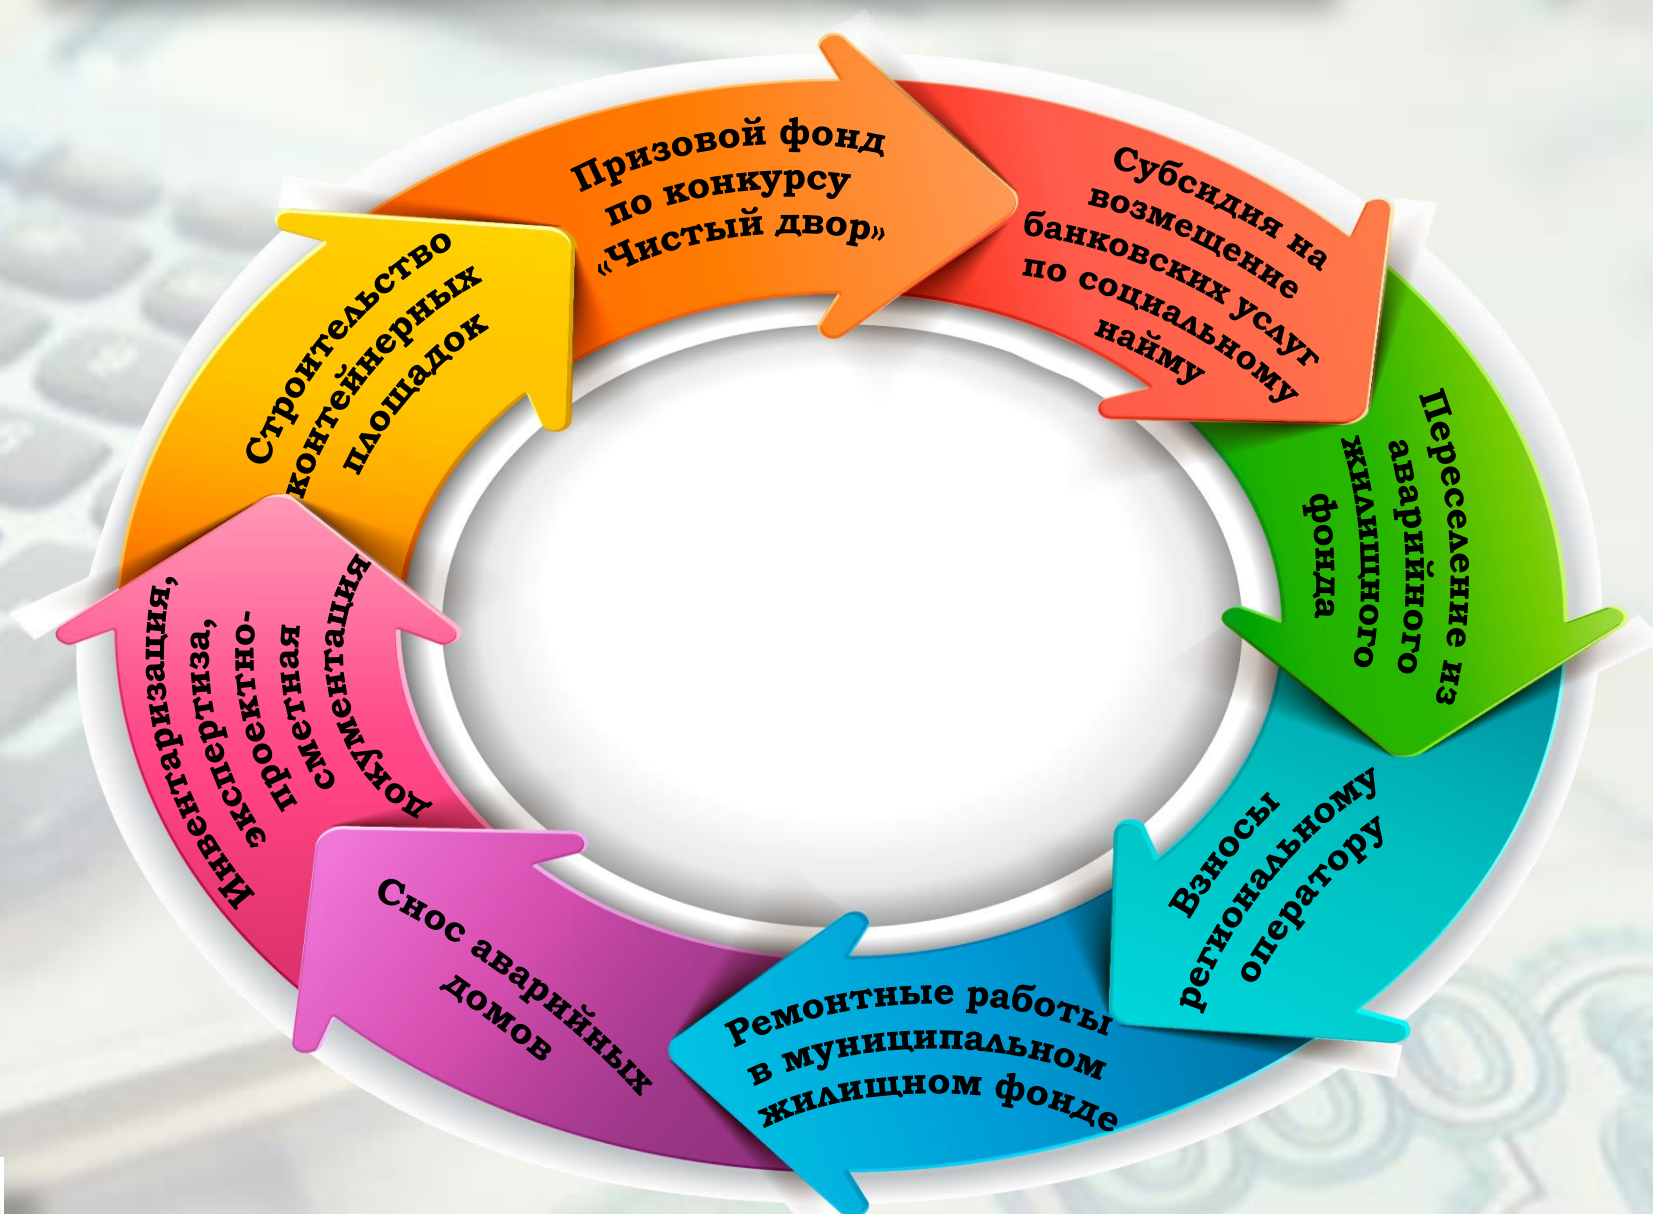 Призовой фонд
по конкурсу
«Чистый двор»
Субсидия на
возмещение
банковских услуг
по социальному
найму
Переселение из
аварийного
жилищного
фонда
Взносы
региональному
оператору
Ремонтные работы
в муниципальном
жилищном фонде
Снос аварийных
домов
Инвентаризация,
экспертиза,
проектно-
сметная
документация
Строительство
контейнерных
площадок